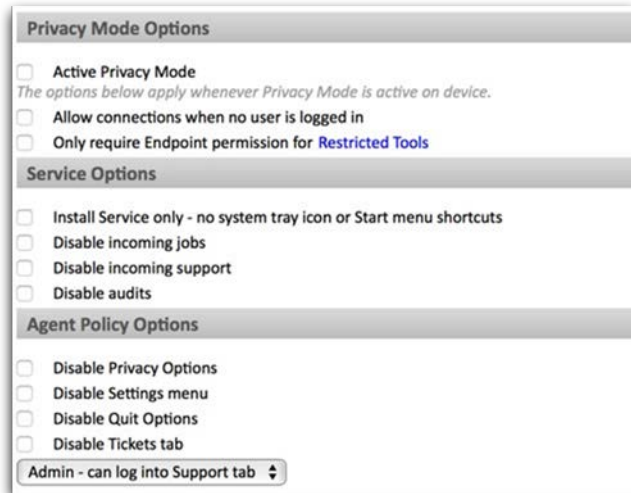 Privacy Mode Options
Active Privacy Mode
The options below apply whenever Privacy Mode is active on device.
Allow connections when no user is logged in
Only require Endpoint permission for Restricted Tools
Service Options
Install Service only - no system tray icon or Start menu shortcuts
Disable incoming jobs
Disable incoming support
Disable audits
Agent Policy Options
Disable Privacy Options
Disable Settings menu
Disable Quit Options
Disable Tickets tab
Admin - can log into Support tab